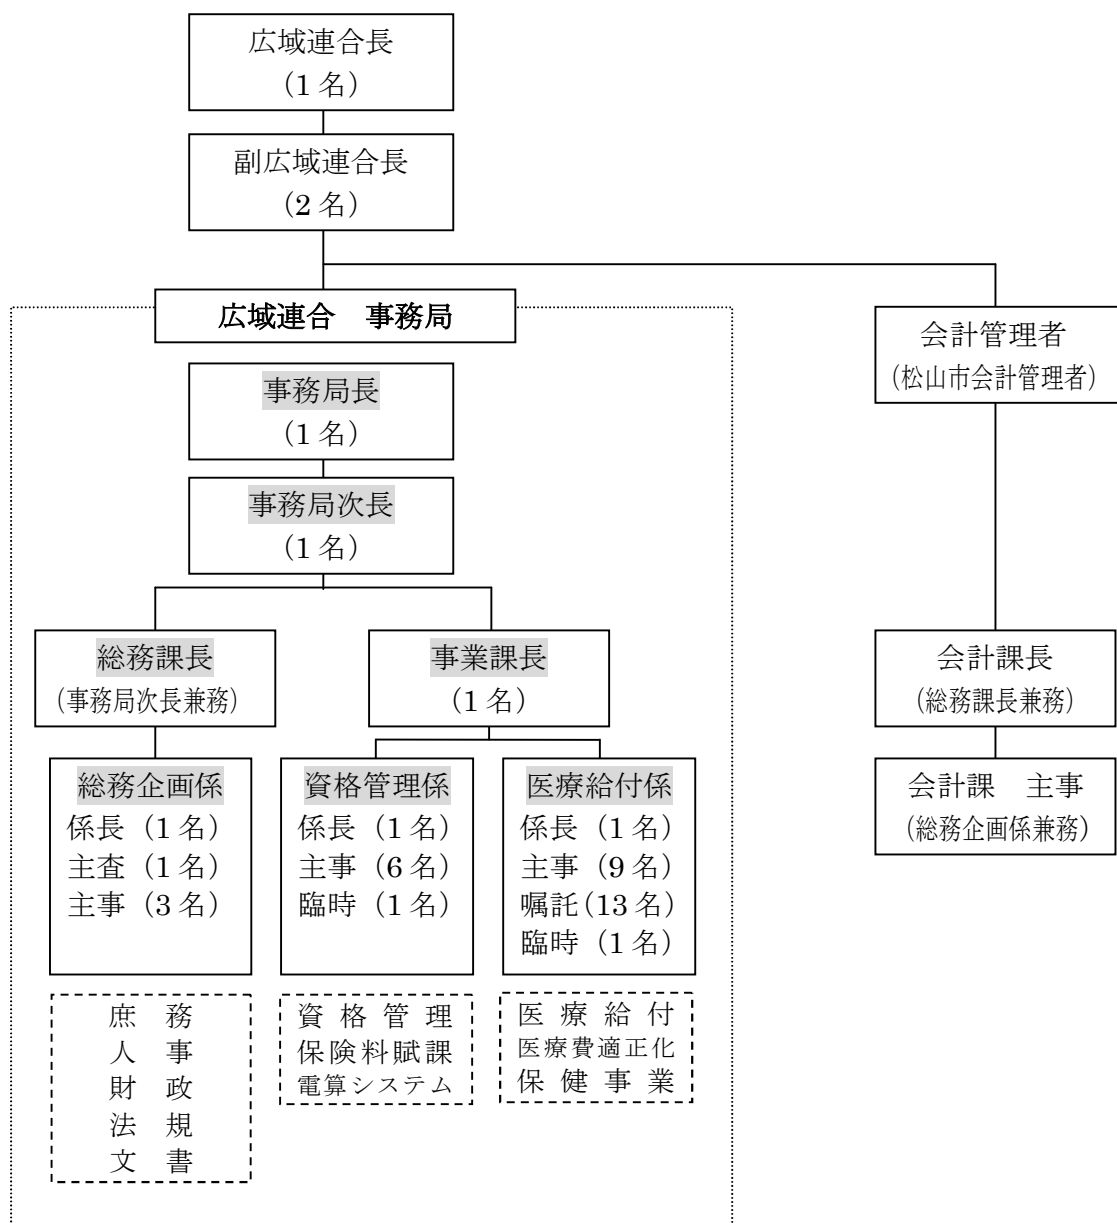 広域連合長
（1 名）
副広域連合長
（2 名）
広域連合　事務局
会計管理者
（松山市会計管理者）
事務局長
（1 名）
事務局次長
（1 名）
総務課長
（事務局次長兼務）
事業課長
（1 名）
会計課長
（総務課長兼務）
総務企画係
係長（1 名）
主査（1 名）
主事（3 名）
資格管理係
係長（1 名）
主事（6 名）
臨時（1 名）
医療給付係
係長（1 名）
主事（9 名）
嘱託（13 名）
臨時（1 名）
会計課　主事
（総務企画係兼務）
庶　務
人　事
財　政
法　規
文　書
資 格 管 理
保険料賦課
電算システム
医 療 給 付
医療費適正化
保 健 事 業